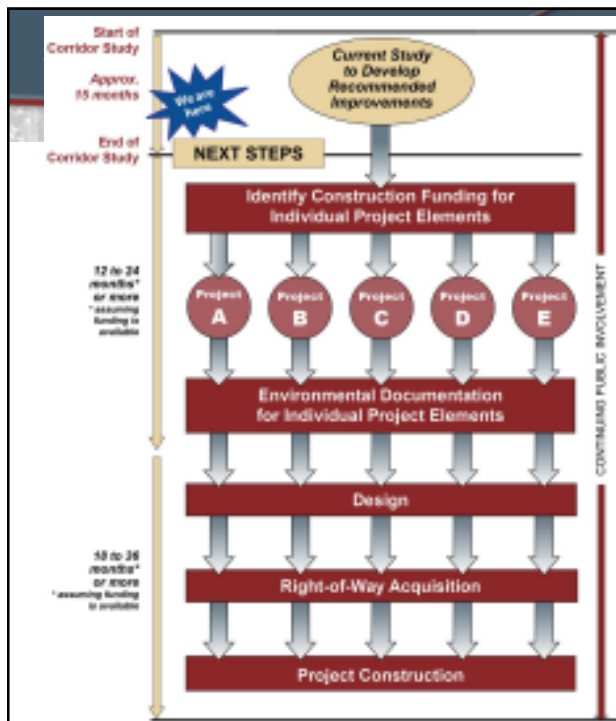 Start of
Corridor Study
Approx.
15 months
We are
here
Current Study
to Develop
Recommended
Improvements
End of
Corridor Study
NEXT STEPS
Identify Construction Funding for
Individual Project Elements
12 to 24
months*
or more
* assuming
funding is
available
Project
A
Project
B
Project
C
Project
D
Project
E
Environmental Documentation
for Individual Project Elements
Design
18 to 36
months*
or more
* assuming funding
is available
Right-of-Way Acquisition
Project Construction
CONTINUING PUBLIC INVOLVEMENT